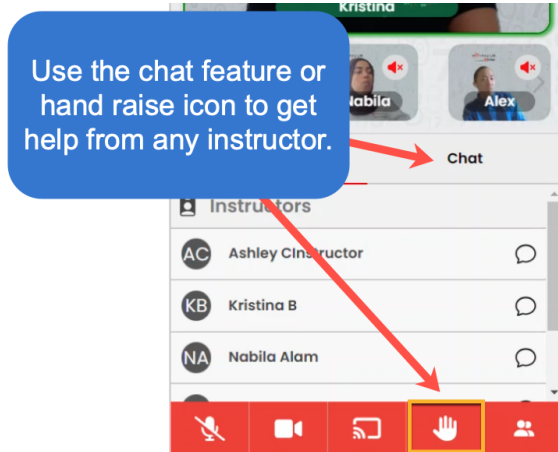 Kristina
Use the chat feature or
hand raise icon to get
help from any instructor.
Nabila
Alex
Chat
Instructors
AC Ashley CInstructor
KB Kristina B
NA Nabila Alam